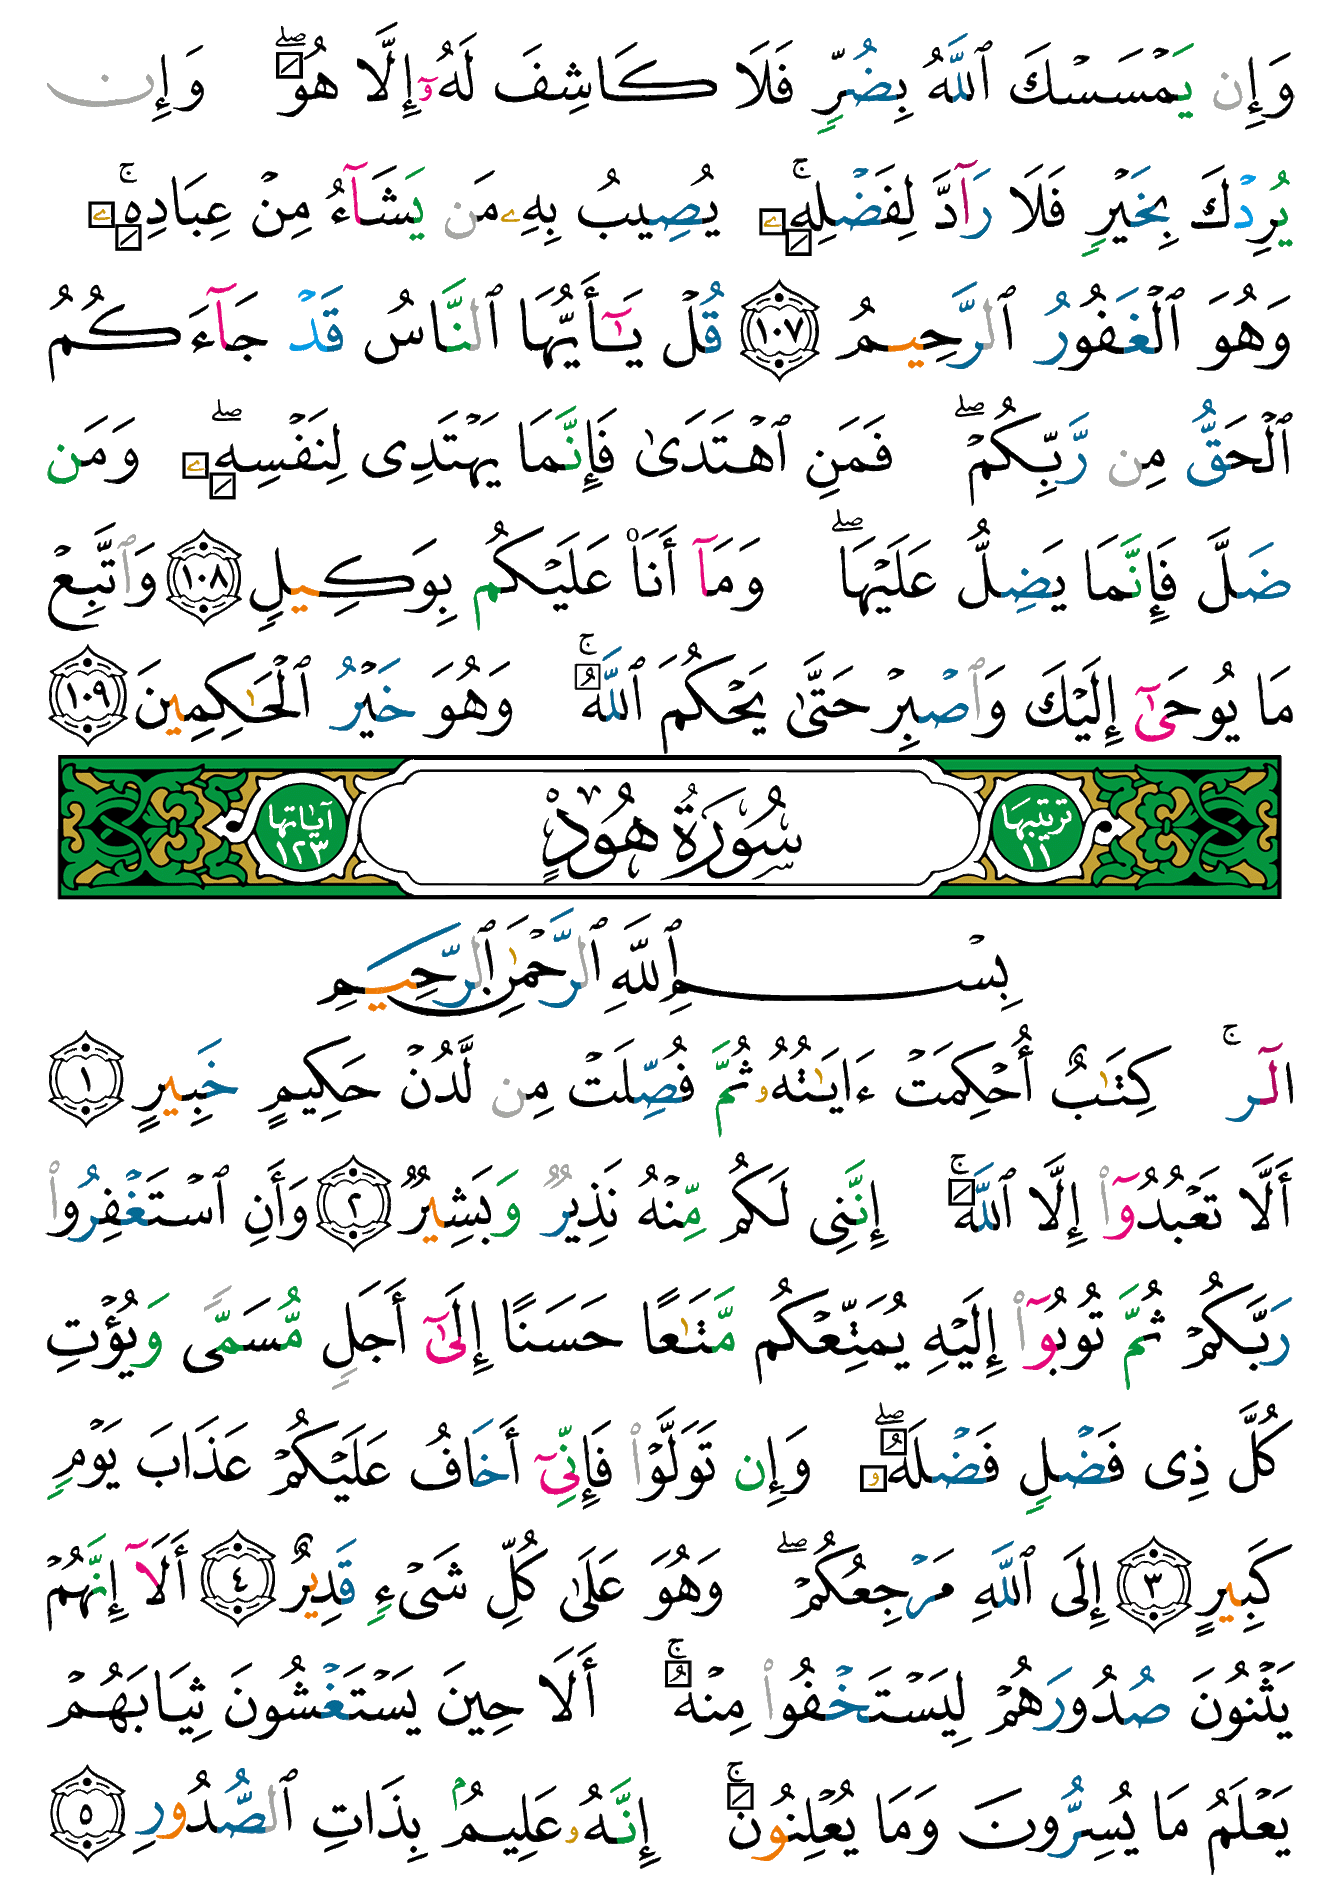 وَإِن يَمْسَسْكَ ٱللَّهُ بِضُرٍّ فَلَا كَاشِفَ لَهُۥٓ إِلَّا هُوَ ۖ وَإِن
يُرِدْكَ بِخَيْرٍ فَلَا رَآدَّ لِفَضْلِهِۦ ۚ يُصِيبُ بِهِۦ مَن يَشَآءُ مِنْ عِبَادِهِۦ ۚ
وَهُوَ ٱلْغَفُورُ ٱلرَّحِيمُ ١٠٧ قُلْ يَـٰٓأَيُّهَا ٱلنَّاسُ قَدْ جَآءَكُمُ
ٱلْحَقُّ مِن رَّبِّكُمْ ۖ فَمَنِ ٱهْتَدَىٰ فَإِنَّمَا يَهْتَدِى لِنَفْسِهِۦ ۖ وَمَن
ضَلَّ فَإِنَّمَا يَضِلُّ عَلَيْهَا ۖ وَمَآ أَنَا۠ عَلَيْكُم بِوَكِيلٍ ١٠٨ وَٱتَّبِعْ
مَا يُوحَىٰٓ إِلَيْكَ وَٱصْبِرْ حَتَّىٰ يَحْكُمَ ٱللَّهُ ۚ وَهُوَ خَيْرُ ٱلْحَـٰكِمِينَ ١٠٩
ترتيبها ١١ سُورَةُ هُودٍ آياتها ١٢٣
بِسْمِ ٱللَّهِ ٱلرَّحْمَـٰنِ ٱلرَّحِيمِ
الٓر ۚ كِتَـٰبٌ أُحْكِمَتْ ءَايَـٰتُهُۥ ثُمَّ فُصِّلَتْ مِن لَّدُنْ حَكِيمٍ خَبِيرٍ ١
أَلَّا تَعْبُدُوٓا۟ إِلَّا ٱللَّهَ ۚ إِنَّنِى لَكُم مِّنْهُ نَذِيرٌ وَبَشِيرٌ ٢ وَأَنِ ٱسْتَغْفِرُوا۟
رَبَّكُمْ ثُمَّ تُوبُوٓا۟ إِلَيْهِ يُمَتِّعْكُم مَّتَـٰعًا حَسَنًا إِلَىٰٓ أَجَلٍ مُّسَمًّى وَيُؤْتِ
كُلَّ ذِى فَضْلٍ فَضْلَهُۥ ۖ وَإِن تَوَلَّوْا۟ فَإِنِّىٓ أَخَافُ عَلَيْكُمْ عَذَابَ يَوْمٍ
كَبِيرٍ ٣ إِلَى ٱللَّهِ مَرْجِعُكُمْ ۖ وَهُوَ عَلَىٰ كُلِّ شَىْءٍ قَدِيرٌ ٤ أَلَآ إِنَّهُمْ
يَثْنُونَ صُدُورَهُمْ لِيَسْتَخْفُوا۟ مِنْهُ ۚ أَلَا حِينَ يَسْتَغْشُونَ ثِيَابَهُمْ
يَعْلَمُ مَا يُسِرُّونَ وَمَا يُعْلِنُونَ ۚ إِنَّهُۥ عَلِيمٌۢ بِذَاتِ ٱلصُّدُورِ ٥